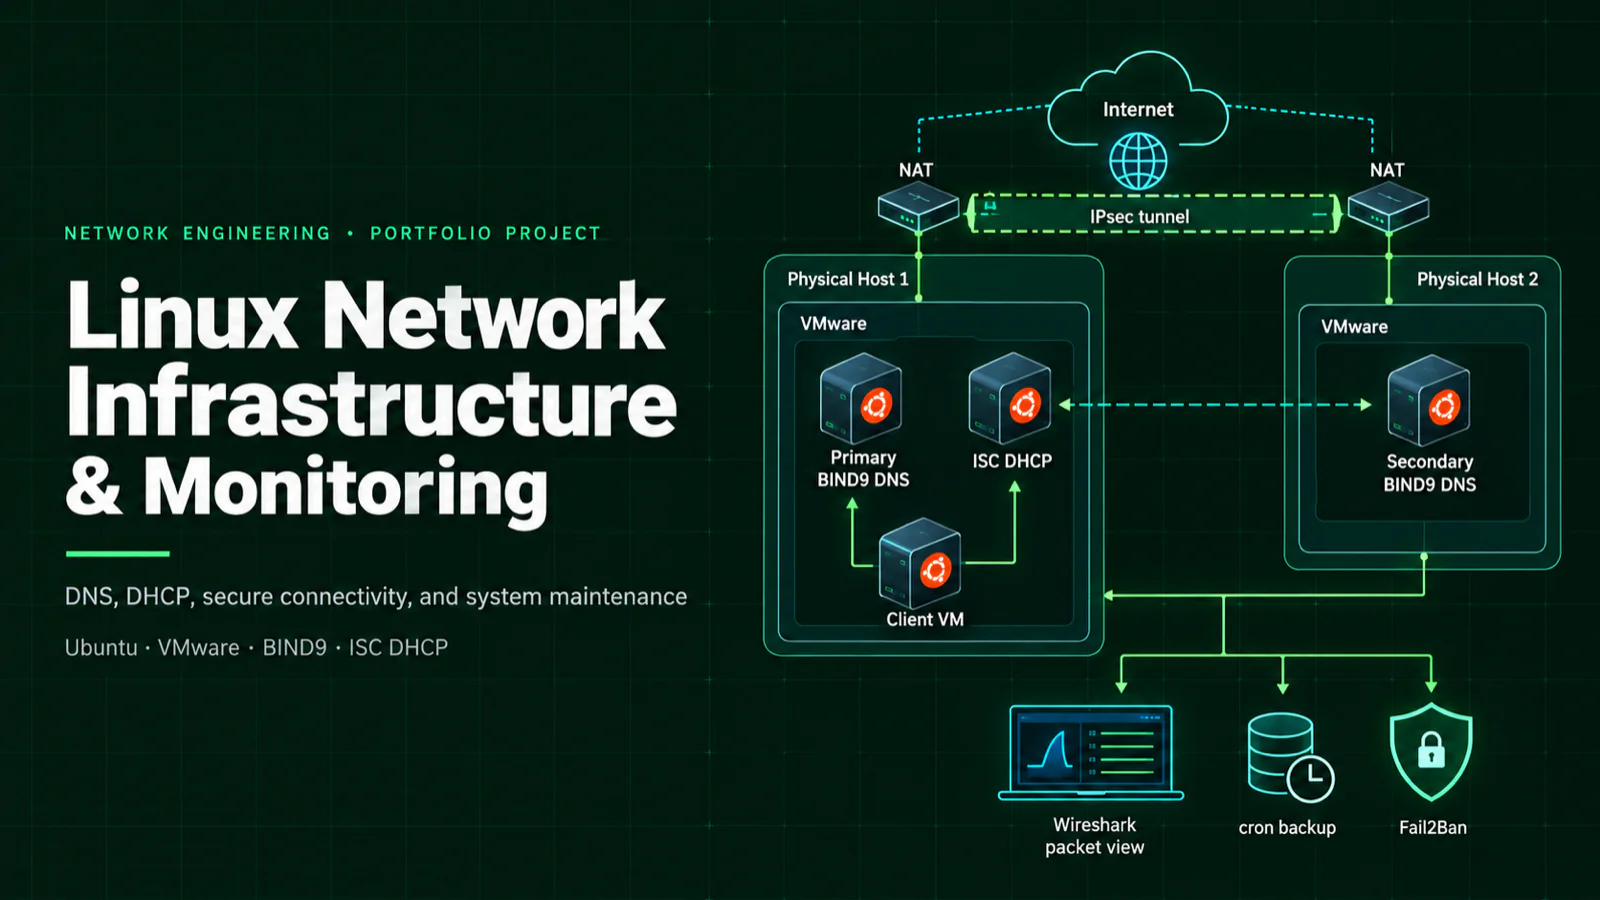 NETWORK ENGINEERING • PORTFOLIO PROJECT
Linux Network
Infrastructure
& Monitoring
DNS, DHCP, secure connectivity, and system maintenance
Ubuntu · VMware · BIND9 · ISC DHCP
Internet
NAT
NAT
IPsec tunnel
Physical Host 1
VMware
Primary
BIND9 DNS
ISC DHCP
Client VM
Physical Host 2
VMware
Secondary
BIND9 DNS
Wireshark
packet view
cron backup
Fail2Ban